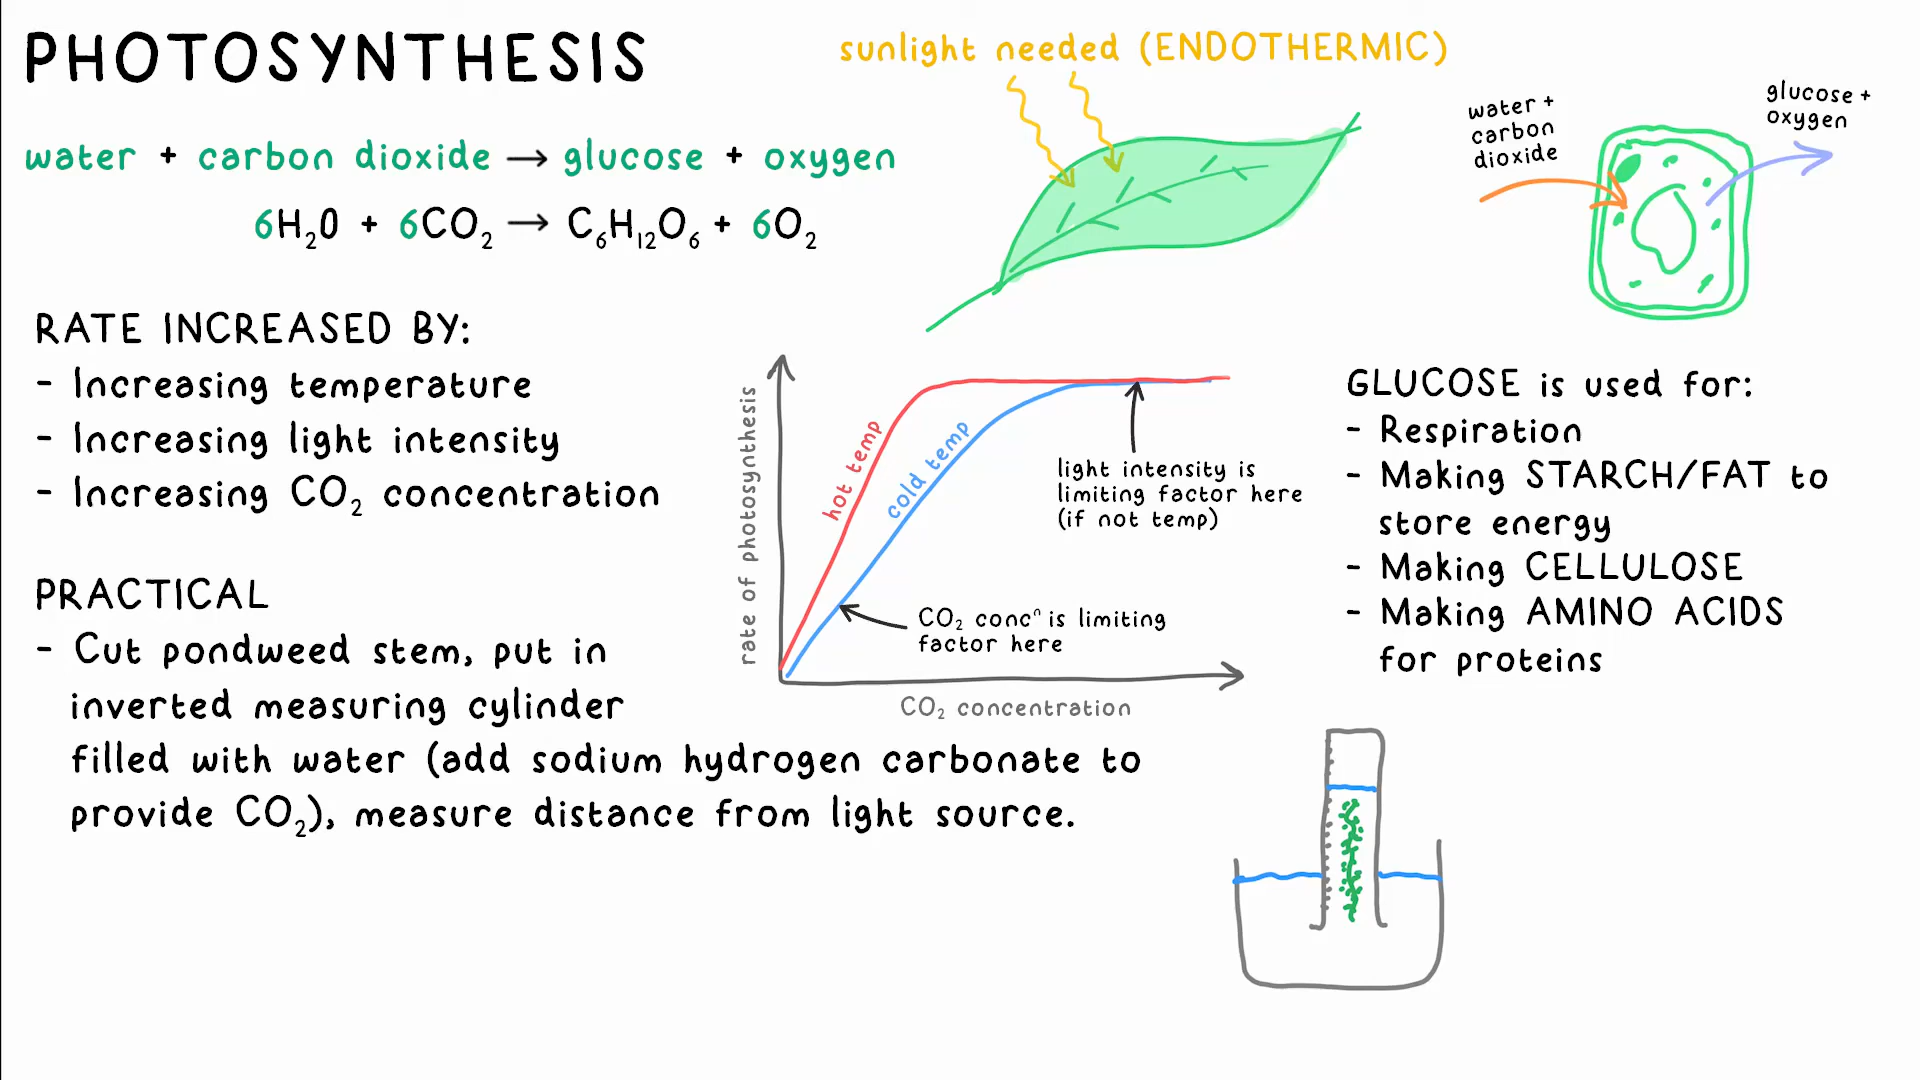 PHOTOSYNTHESIS
sunlight needed (ENDOTHERMIC)
water + carbon dioxide → glucose + oxygen
6H₂O + 6CO₂ → C₆H₁₂O₆ + 6O₂
water +
carbon
dioxide
glucose +
oxygen
RATE INCREASED BY:
- Increasing temperature
- Increasing light intensity
- Increasing CO₂ concentration
PRACTICAL
- Cut pondweed stem, put in
inverted measuring cylinder
filled with water (add sodium hydrogen carbonate to
provide CO₂), measure distance from light source.
rate of photosynthesis
hot temp
cold temp
light intensity is
limiting factor here
(if not temp)
CO₂ concⁿ is limiting
factor here
CO₂ concentration
GLUCOSE is used for:
- Respiration
- Making STARCH/FAT to
store energy
- Making CELLULOSE
- Making AMINO ACIDS
for proteins